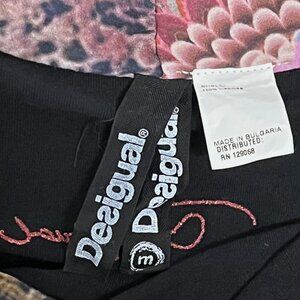 Desigual®
Desigual®
m
MADE IN BULGARIA
DISTRIBUTED:
RN 129068